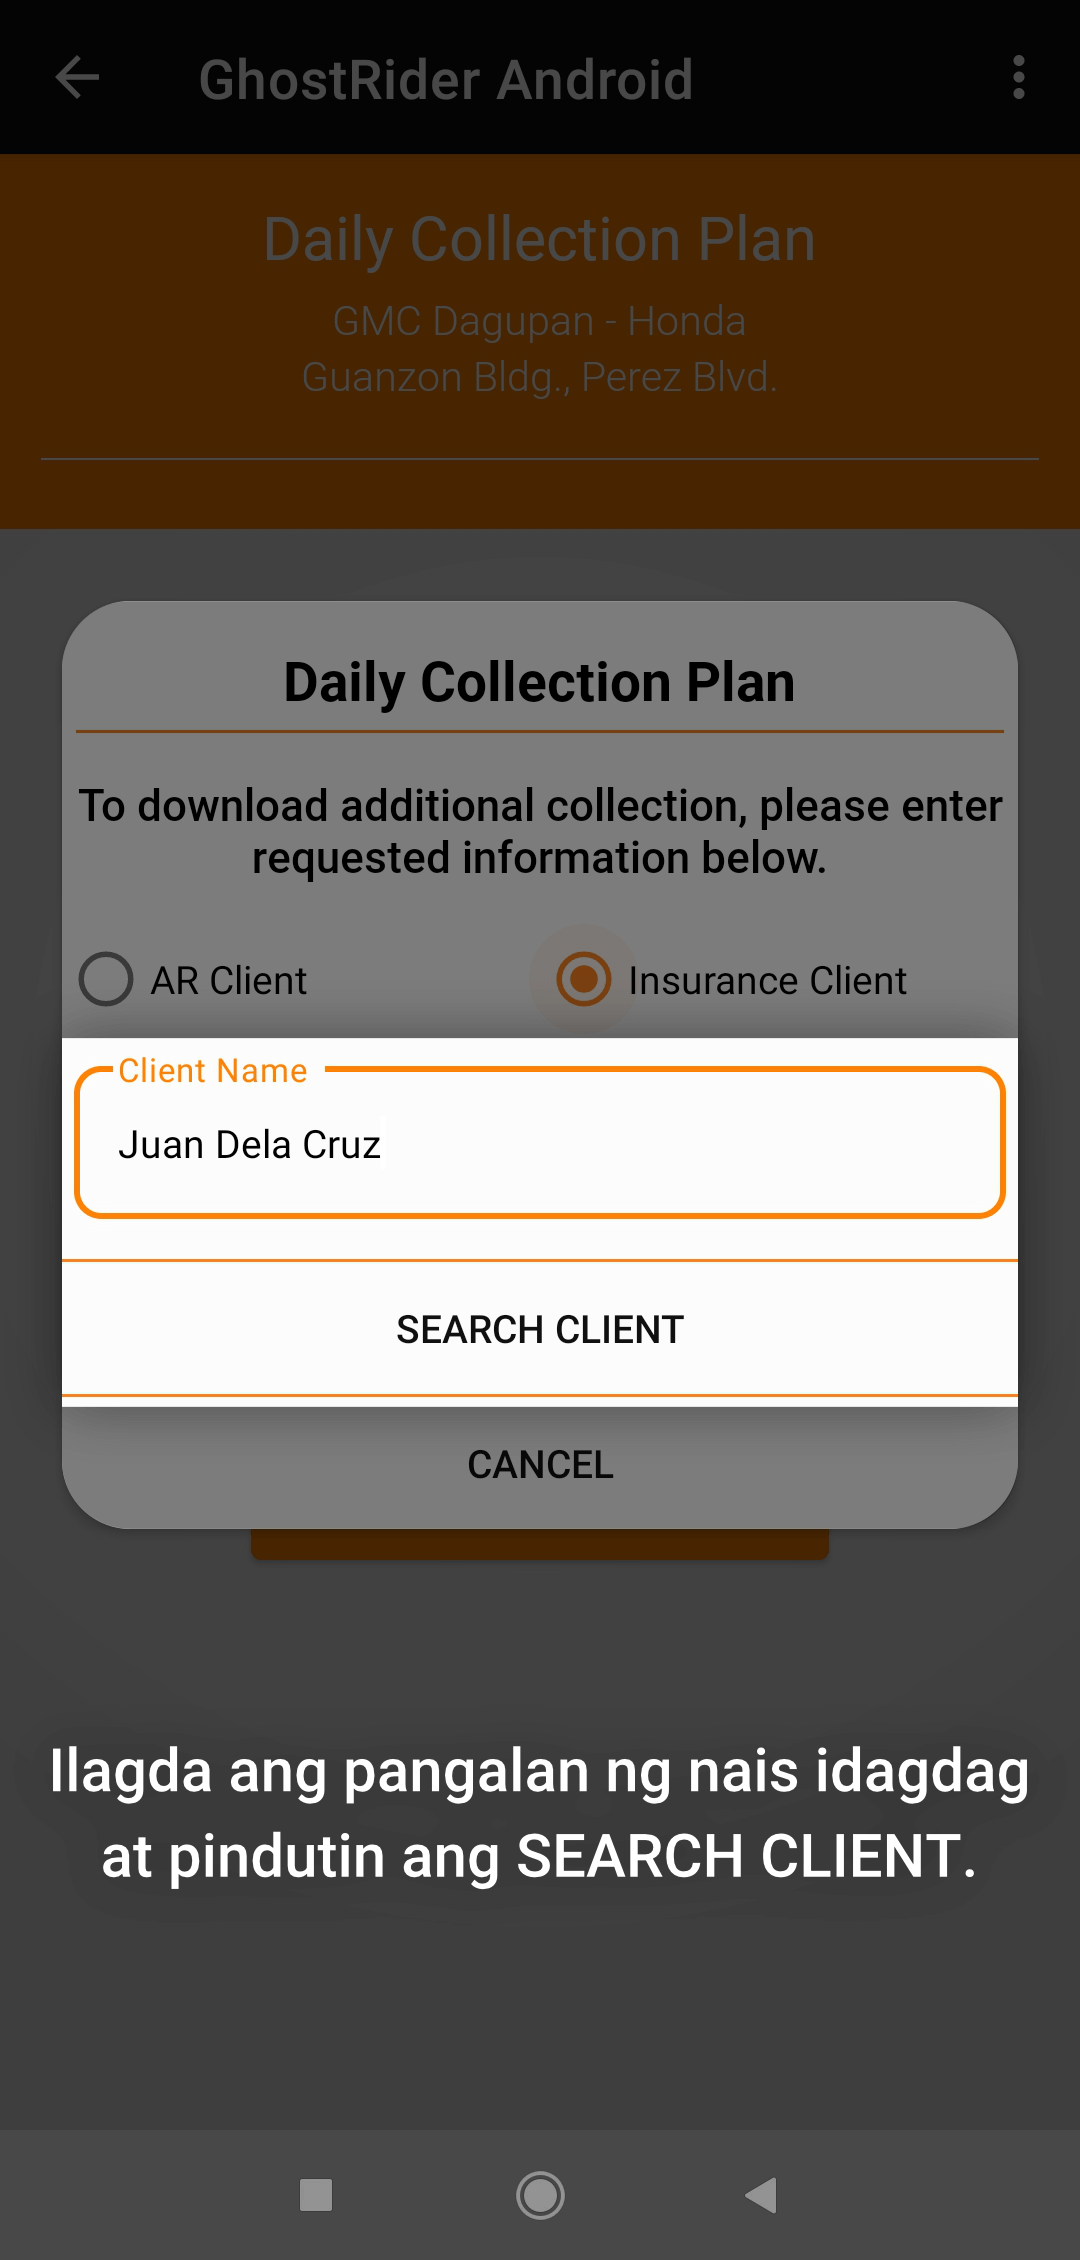 GhostRider Android
Daily Collection Plan
GMC Dagupan - Honda
Guanzon Bldg., Perez Blvd.
Daily Collection Plan
To download additional collection, please enter
requested information below.
AR Client
Insurance Client
Client Name
Juan Dela Cruz
SEARCH CLIENT
CANCEL
Ilagda ang pangalan ng nais idagdag
at pindutin ang SEARCH CLIENT.